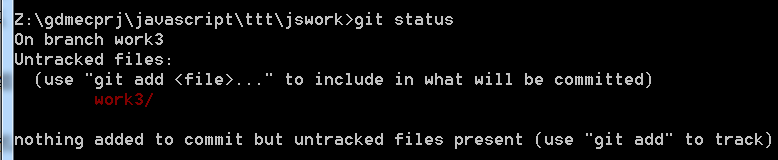 Z:\gdmecprj\javascript\ttt\jswork>git status
On branch work3
Untracked files:
  (use "git add <file>..." to include in what will be committed)
        work3/
nothing added to commit but untracked files present (use "git add" to track)